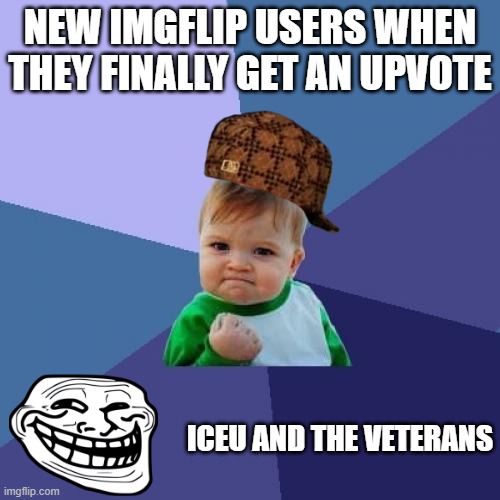 NEW IMGFLIP USERS WHEN
THEY FINALLY GET AN UPVOTE
ICEU AND THE VETERANS
imgflip.com